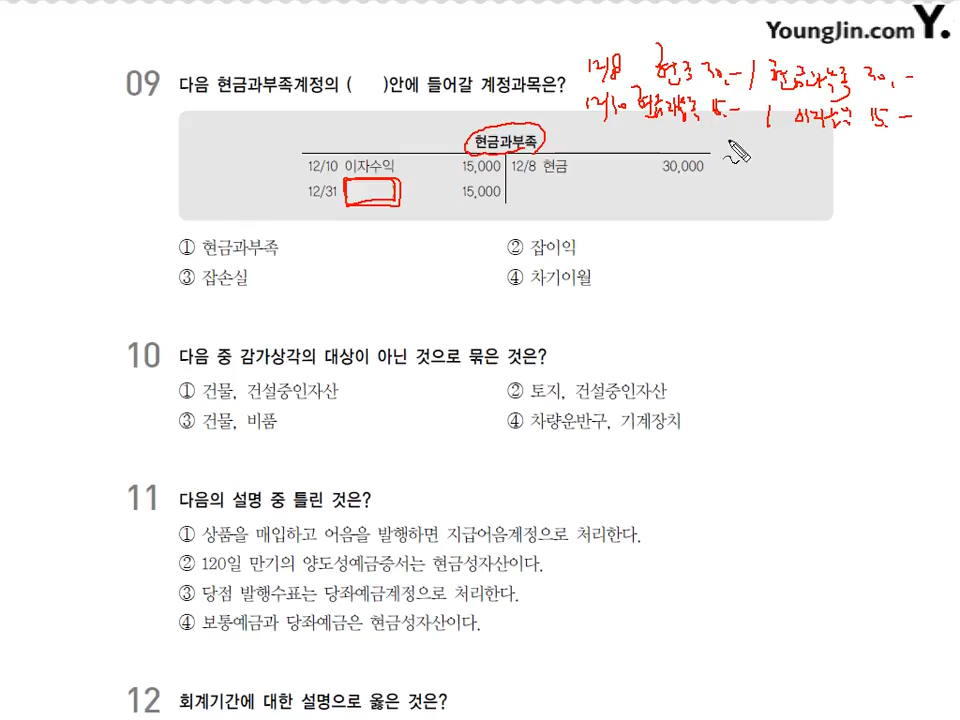 YoungJin.com Y.
09 다음 현금과부족계정의 ( )안에 들어갈 계정과목은?
12/8 현금 30,- / 현금과부족 30,-
12/10 현금과부족 15,- / 이자수익 15,-
현금과부족
12/10 이자수익 15,000 12/8 현금 30,000
12/31 15,000
① 현금과부족 ② 잡이익
③ 잡손실 ④ 차기이월
10 다음 중 감가상각의 대상이 아닌 것으로 묶은 것은?
① 건물, 건설중인자산 ② 토지, 건설중인자산
③ 건물, 비품 ④ 차량운반구, 기계장치
11 다음의 설명 중 틀린 것은?
① 상품을 매입하고 어음을 발행하면 지급어음계정으로 처리한다.
② 120일 만기의 양도성예금증서는 현금성자산이다.
③ 당점 발행수표는 당좌예금계정으로 처리한다.
④ 보통예금과 당좌예금은 현금성자산이다.
12 회계기간에 대한 설명으로 옳은 것은?